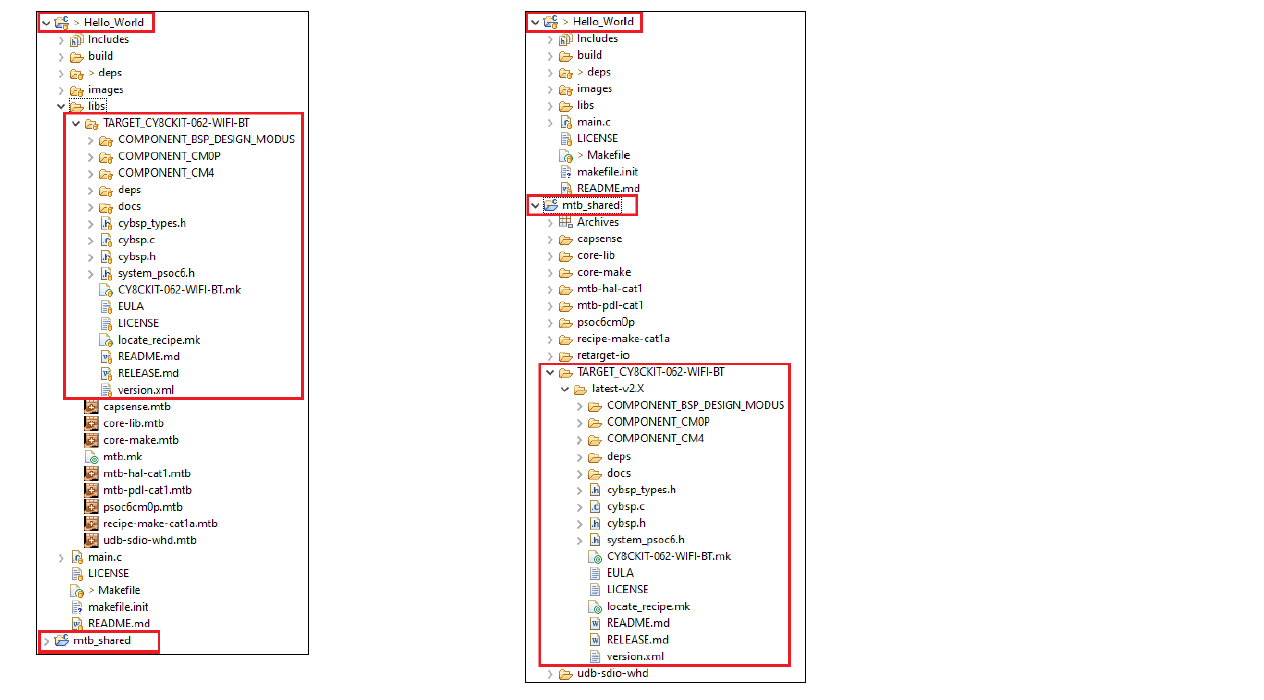 > Hello_World
Includes
build
> deps
images
libs
TARGET_CY8CKIT-062-WIFI-BT
COMPONENT_BSP_DESIGN_MODUS
COMPONENT_CM0P
COMPONENT_CM4
deps
docs
cybsp_types.h
cybsp.c
cybsp.h
system_psoc6.h
CY8CKIT-062-WIFI-BT.mk
EULA
LICENSE
locate_recipe.mk
README.md
RELEASE.md
version.xml
capsense.mtb
core-lib.mtb
core-make.mtb
mtb.mk
mtb-hal-cat1.mtb
mtb-pdl-cat1.mtb
psoc6cm0p.mtb
recipe-make-cat1a.mtb
udb-sdio-whd.mtb
main.c
LICENSE
> Makefile
makefile.init
README.md
mtb_shared
> Hello_World
Includes
build
> deps
images
libs
main.c
LICENSE
> Makefile
makefile.init
README.md
mtb_shared
Archives
capsense
core-lib
core-make
mtb-hal-cat1
mtb-pdl-cat1
psoc6cm0p
recipe-make-cat1a
retarget-io
TARGET_CY8CKIT-062-WIFI-BT
latest-v2.X
COMPONENT_BSP_DESIGN_MODUS
COMPONENT_CM0P
COMPONENT_CM4
deps
docs
cybsp_types.h
cybsp.c
cybsp.h
system_psoc6.h
CY8CKIT-062-WIFI-BT.mk
EULA
LICENSE
locate_recipe.mk
README.md
RELEASE.md
version.xml
udb-sdio-whd